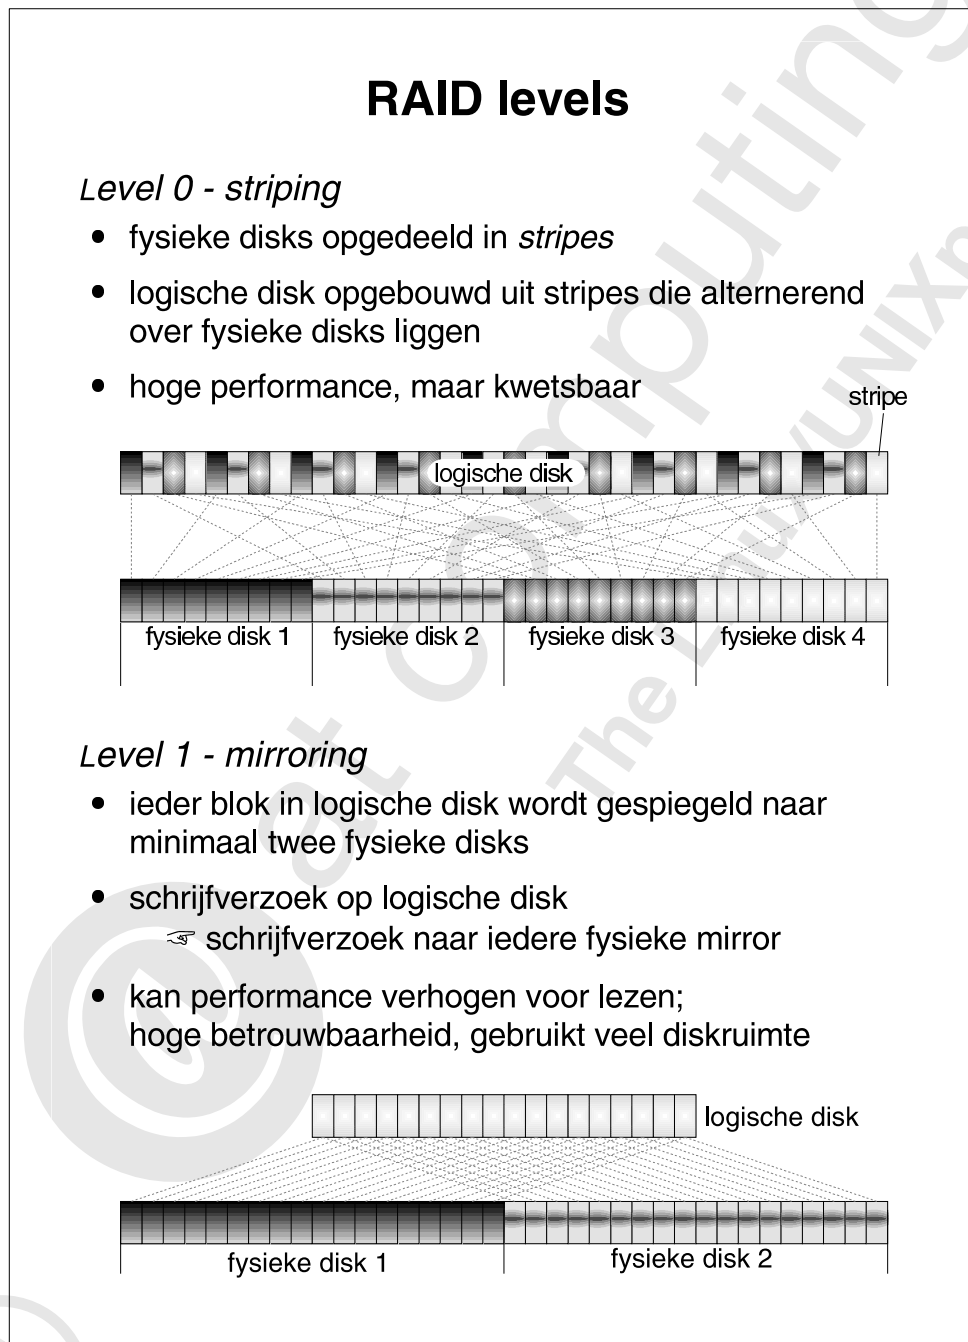 RAID levels
Level 0 - striping
• fysieke disks opgedeeld in stripes
• logische disk opgebouwd uit stripes die alternerend
over fysieke disks liggen
• hoge performance, maar kwetsbaar
stripe
logische disk
fysieke disk 1
fysieke disk 2
fysieke disk 3
fysieke disk 4
Level 1 - mirroring
• ieder blok in logische disk wordt gespiegeld naar
minimaal twee fysieke disks
• schrijfverzoek op logische disk
☞ schrijfverzoek naar iedere fysieke mirror
• kan performance verhogen voor lezen;
hoge betrouwbaarheid, gebruikt veel diskruimte
logische disk
fysieke disk 1
fysieke disk 2
at computing
The